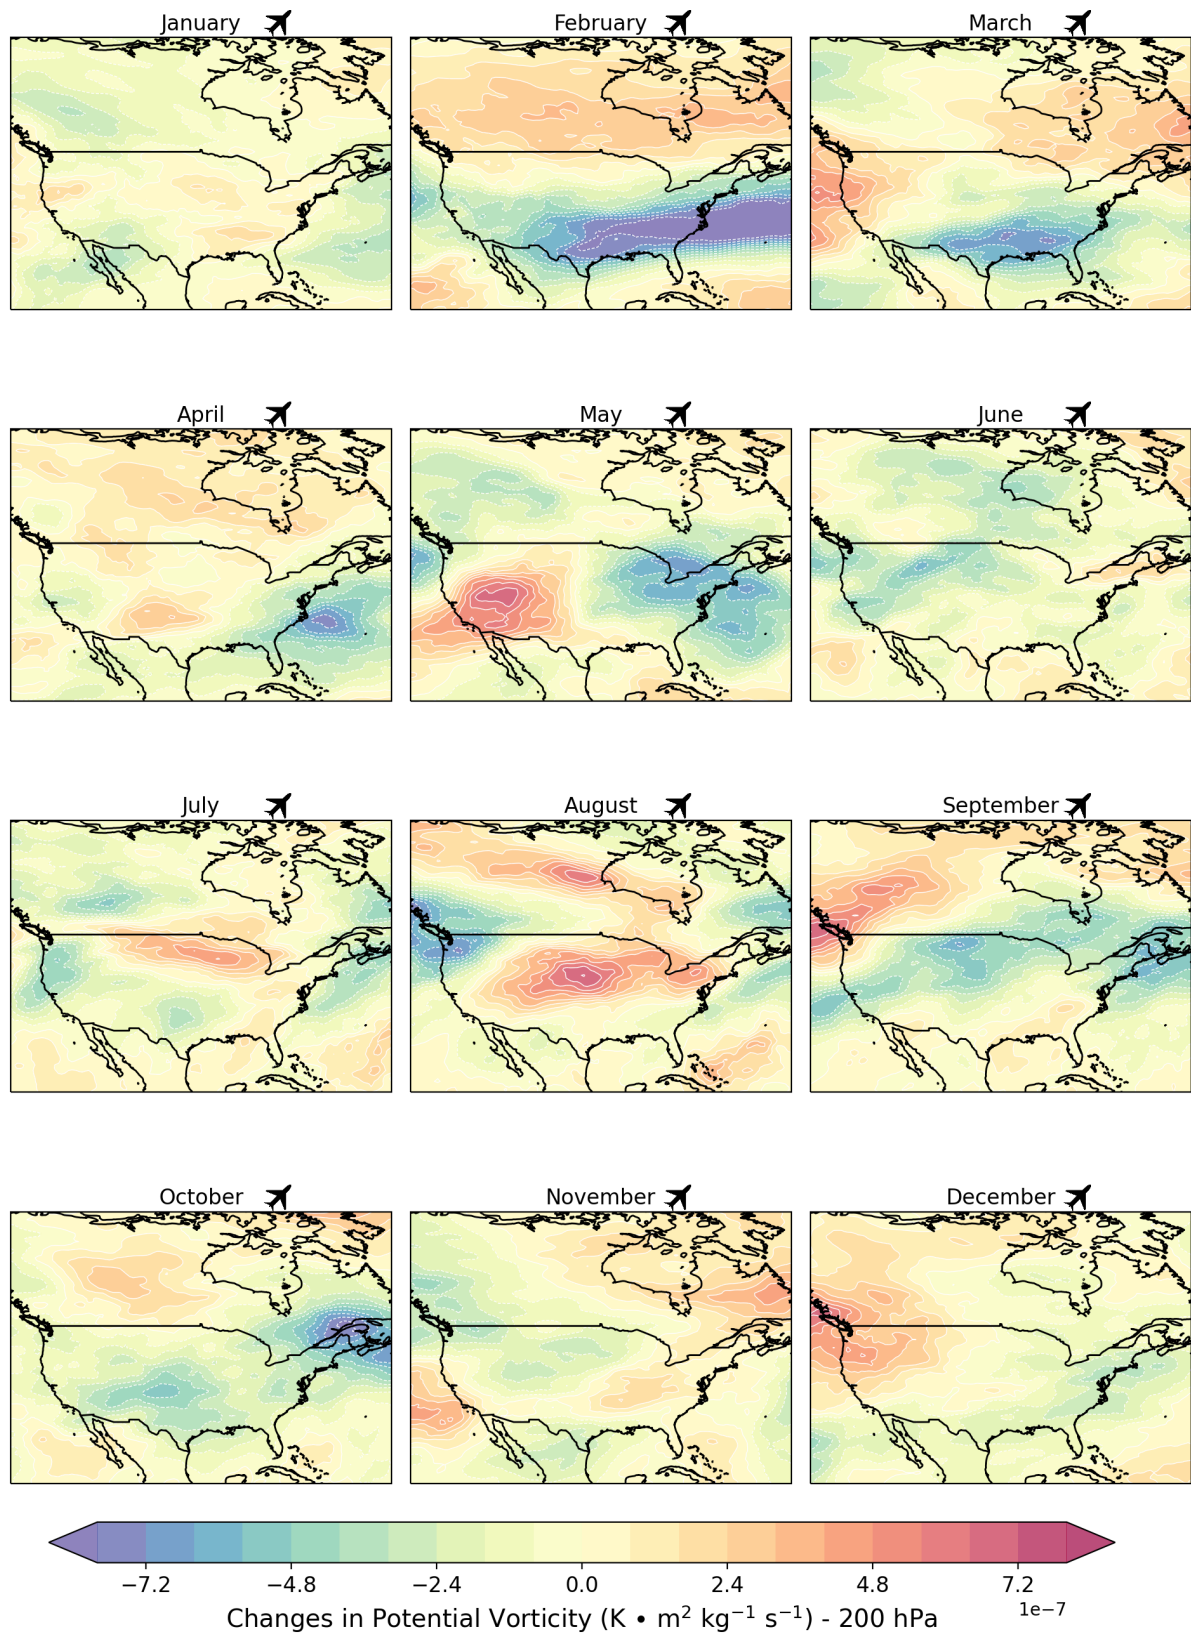 January
February
March
April
May
June
July
August
September
October
November
December
−7.2 −4.8 −2.4 0.0 2.4 4.8 7.2
1e−7
Changes in Potential Vorticity (K • m² kg⁻¹ s⁻¹) - 200 hPa